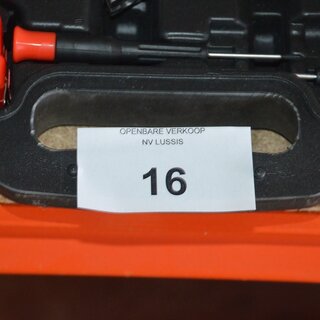 OPENBARE VERKOOP
NV LUSSIS
16